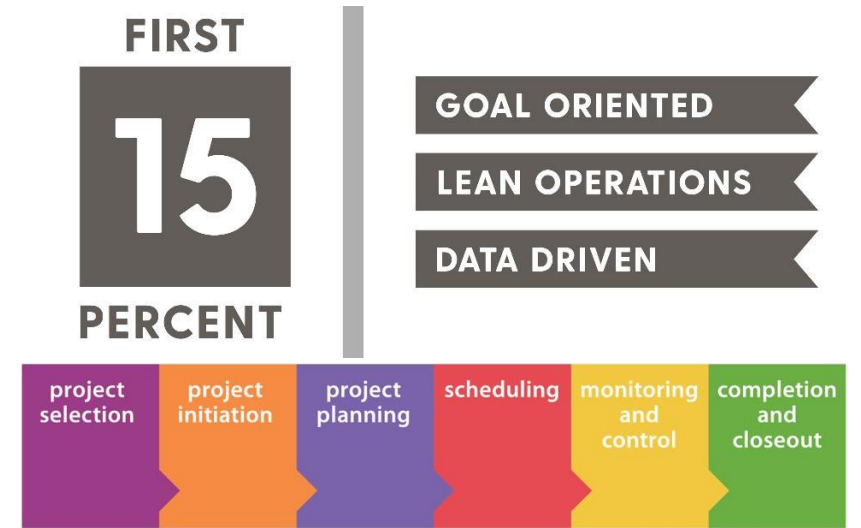 FIRST
15
PERCENT
GOAL ORIENTED
LEAN OPERATIONS
DATA DRIVEN
project
selection
project
initiation
project
planning
scheduling
monitoring
and
control
completion
and
closeout